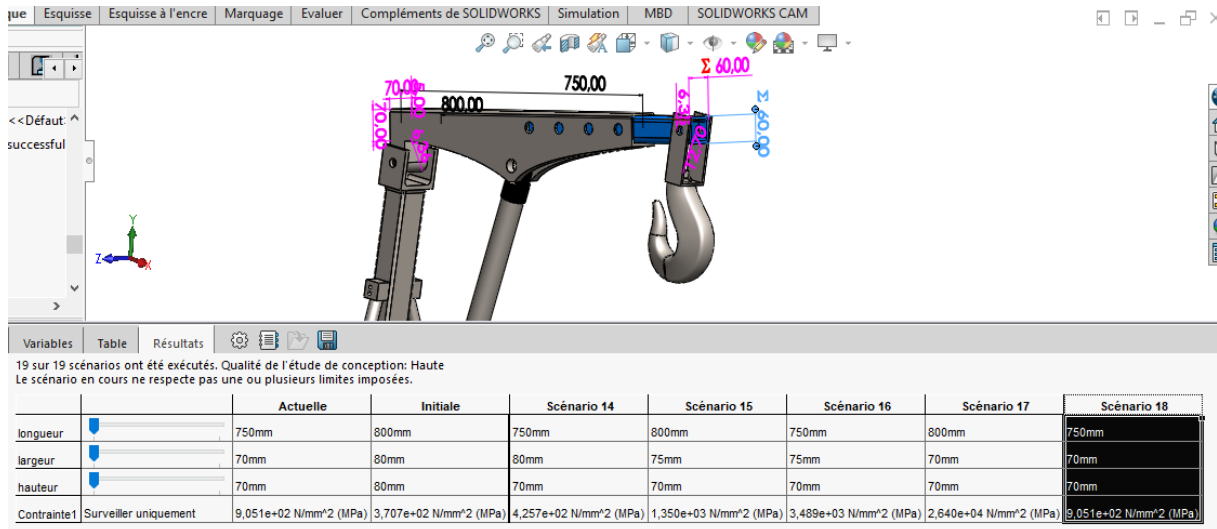 que Esquisse Esquisse à l'encre Marquage Evaluer Compléments de SOLIDWORKS Simulation MBD SOLIDWORKS CAM
<<Défaut
successful
Σ 60,00
70,00
750,00
800,00
70,00
Σ 60,00
Y
Z
X
Variables Table Résultats
19 sur 19 scénarios ont été exécutés. Qualité de l'étude de conception: Haute
Le scénario en cours ne respecte pas une ou plusieurs limites imposées.
Actuelle Initiale Scénario 14 Scénario 15 Scénario 16 Scénario 17 Scénario 18
longueur 750mm 800mm 750mm 800mm 750mm 800mm 750mm
largeur 70mm 80mm 80mm 75mm 75mm 70mm 70mm
hauteur 70mm 80mm 70mm 70mm 70mm 70mm 70mm
Contrainte1 Surveiller uniquement 9,051e+02 N/mm^2 (MPa) 3,707e+02 N/mm^2 (MPa) 4,257e+02 N/mm^2 (MPa) 1,350e+03 N/mm^2 (MPa) 3,489e+03 N/mm^2 (MPa) 2,640e+04 N/mm^2 (MPa) 9,051e+02 N/mm^2 (MPa)